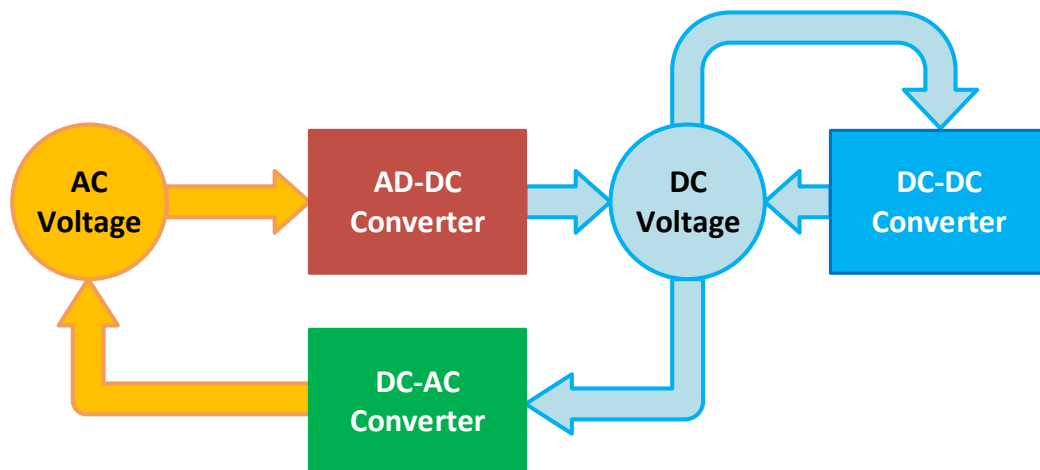 AC
Voltage
AD-DC
Converter
DC
Voltage
DC-DC
Converter
DC-AC
Converter